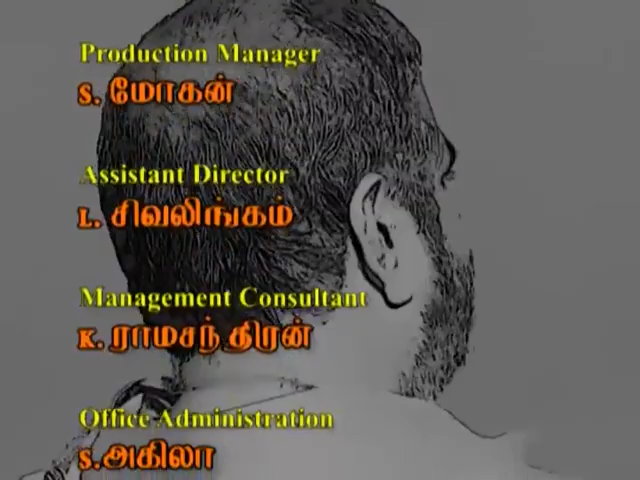 Production Manager
S. மோகன்
Assistant Director
L. சிவலிங்கம்
Management Consultant
K. ராமசந்திரன்
Office Administration
S.அகிலா